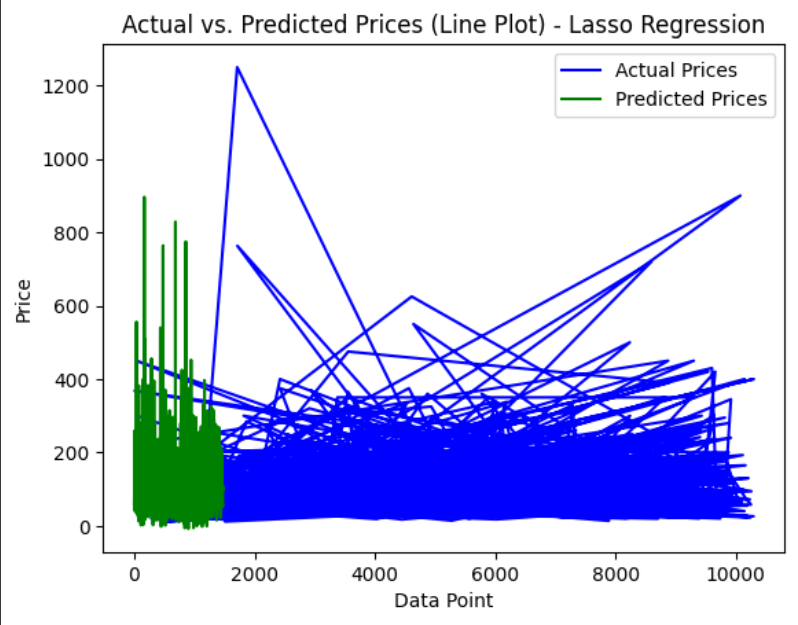 Actual vs. Predicted Prices (Line Plot) - Lasso Regression
Actual Prices
Predicted Prices
1200
1000
800
600
400
200
0
Price
0 2000 4000 6000 8000 10000
Data Point